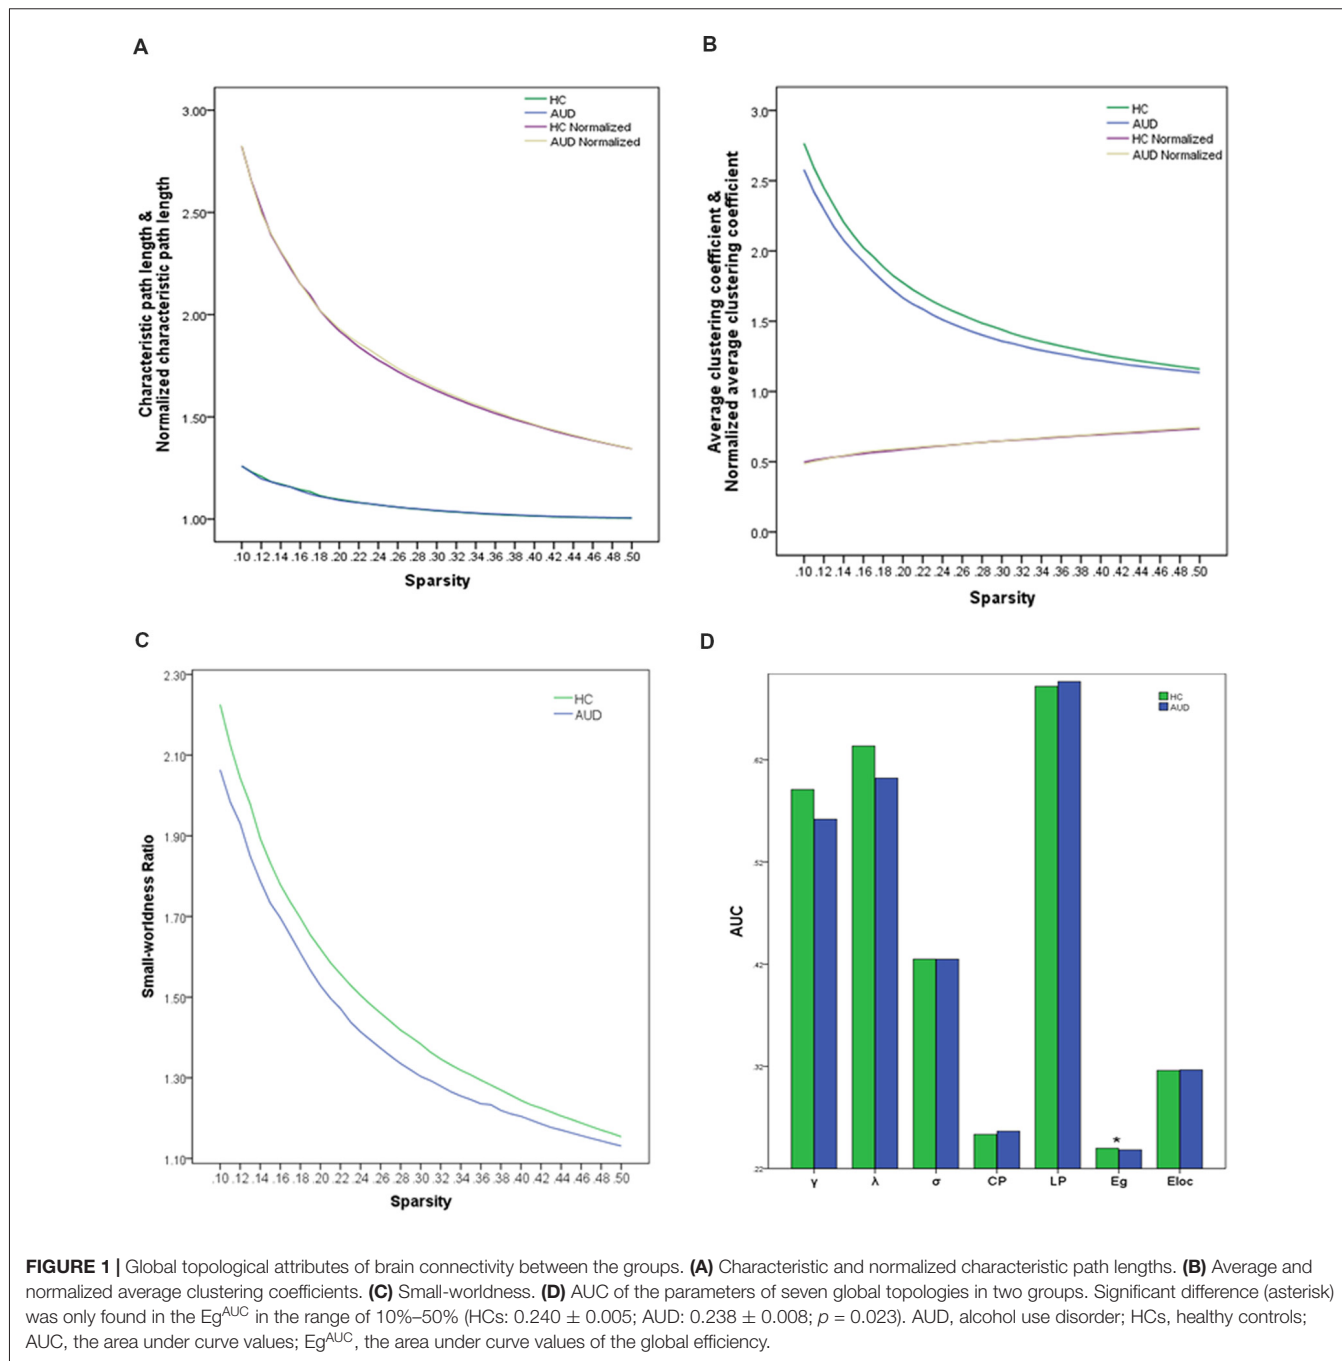 A
HC
AUD
HC Normalized
AUD Normalized
Characteristic path length &
Normalized characteristic path length
3.00
2.50
2.00
1.50
1.00
.10 .12 .14 .16 .18 .20 .22 .24 .26 .28 .30 .32 .34 .36 .38 .40 .42 .44 .46 .48 .50
Sparsity
B
HC
AUD
HC Normalized
AUD Normalized
Average clustering coefficient &
Normalized average clustering coefficient
3.0
2.5
2.0
1.5
1.0
0.5
0.0
.10 .12 .14 .16 .18 .20 .22 .24 .26 .28 .30 .32 .34 .36 .38 .40 .42 .44 .46 .48 .50
Sparsity
C
HC
AUD
Small-worldness Ratio
2.30
2.10
1.90
1.70
1.50
1.30
1.10
.10 .12 .14 .16 .18 .20 .22 .24 .26 .28 .30 .32 .34 .36 .38 .40 .42 .44 .46 .48 .50
Sparsity
D
HC
AUD
AUC
.62
.52
.42
.32
.22
*
γ λ σ CP LP Eg Eloc
FIGURE 1 | Global topological attributes of brain connectivity between the groups. (A) Characteristic and normalized characteristic path lengths. (B) Average and
normalized average clustering coefficients. (C) Small-worldness. (D) AUC of the parameters of seven global topologies in two groups. Significant difference (asterisk)
was only found in the Eg^AUC in the range of 10%–50% (HCs: 0.240 ± 0.005; AUD: 0.238 ± 0.008; p = 0.023). AUD, alcohol use disorder; HCs, healthy controls;
AUC, the area under curve values; Eg^AUC, the area under curve values of the global efficiency.